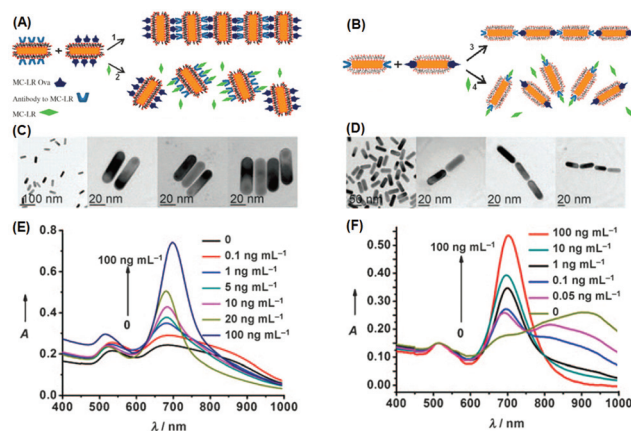 (A)
1
+
2
MC-LR Ova
Antibody to MC-LR
MC-LR
(B)
3
+
4
(C)
100 nm
20 nm
20 nm
20 nm
(D)
50 nm
20 nm
20 nm
20 nm
(E)
0.8
0.6
0.4
0.2
0.0
A
100 ng mL⁻¹
0
0
0.1 ng mL⁻¹
1 ng mL⁻¹
5 ng mL⁻¹
10 ng mL⁻¹
20 ng mL⁻¹
100 ng mL⁻¹
400 500 600 700 800 900 1000
λ / nm
(F)
0.50
0.40
0.30
0.20
0.10
0.00
A
100 ng mL⁻¹
0
100 ng mL⁻¹
10 ng mL⁻¹
1 ng mL⁻¹
0.1 ng mL⁻¹
0.05 ng mL⁻¹
0
400 500 600 700 800 900 1000
λ / nm